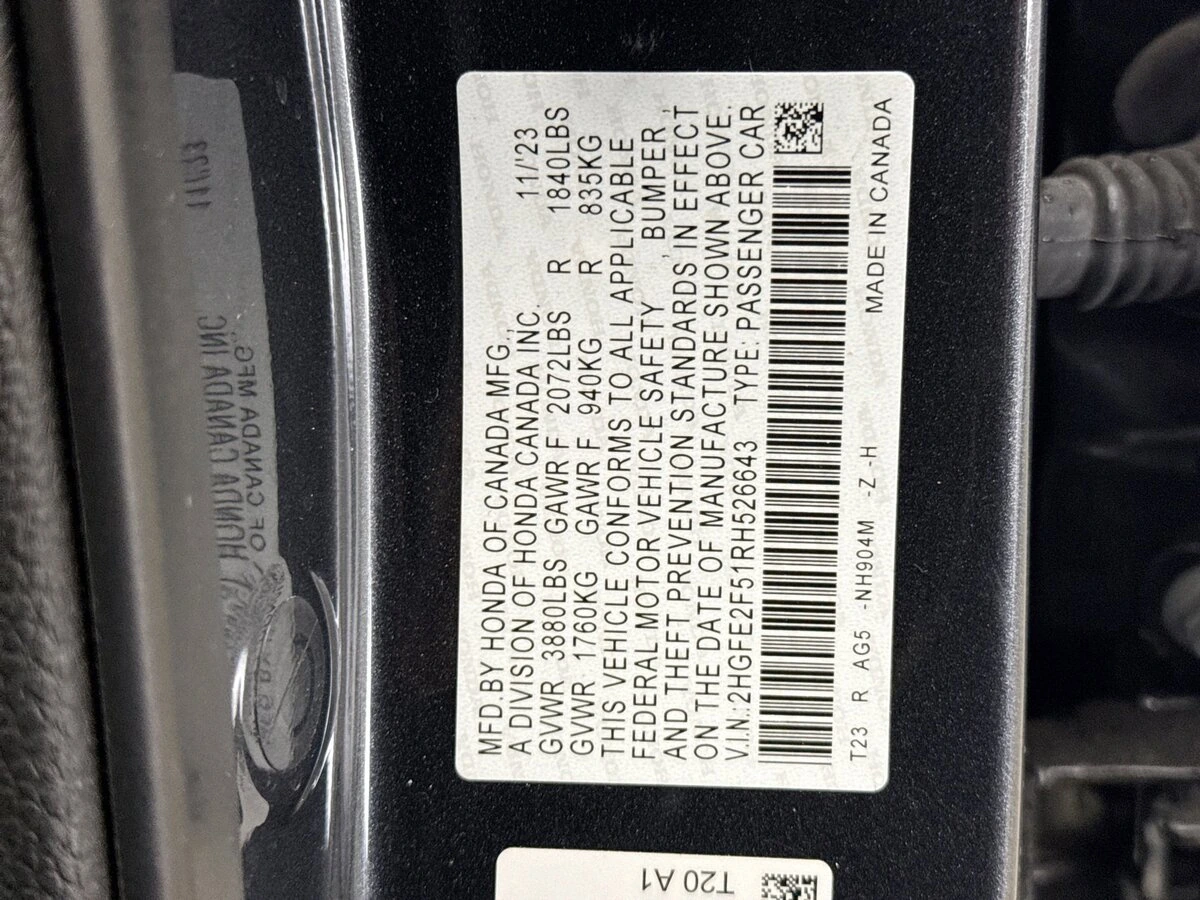 MFD.BY HONDA OF CANADA MFG., 11/'23
A DIVISION OF HONDA CANADA INC.
GVWR 3880LBS GAWR F 2072LBS R 1840LBS
GVWR 1760KG GAWR F 940KG R 835KG
THIS VEHICLE CONFORMS TO ALL APPLICABLE
FEDERAL MOTOR VEHICLE SAFETY , BUMPER ,
AND THEFT PREVENTION STANDARDS IN EFFECT
ON THE DATE OF MANUFACTURE SHOWN ABOVE.
V.I.N.:2HGFE2F51RH526643 TYPE: PASSENGER CAR
T23 R AG5 -NH904M -Z -H MADE IN CANADA
T20 A1